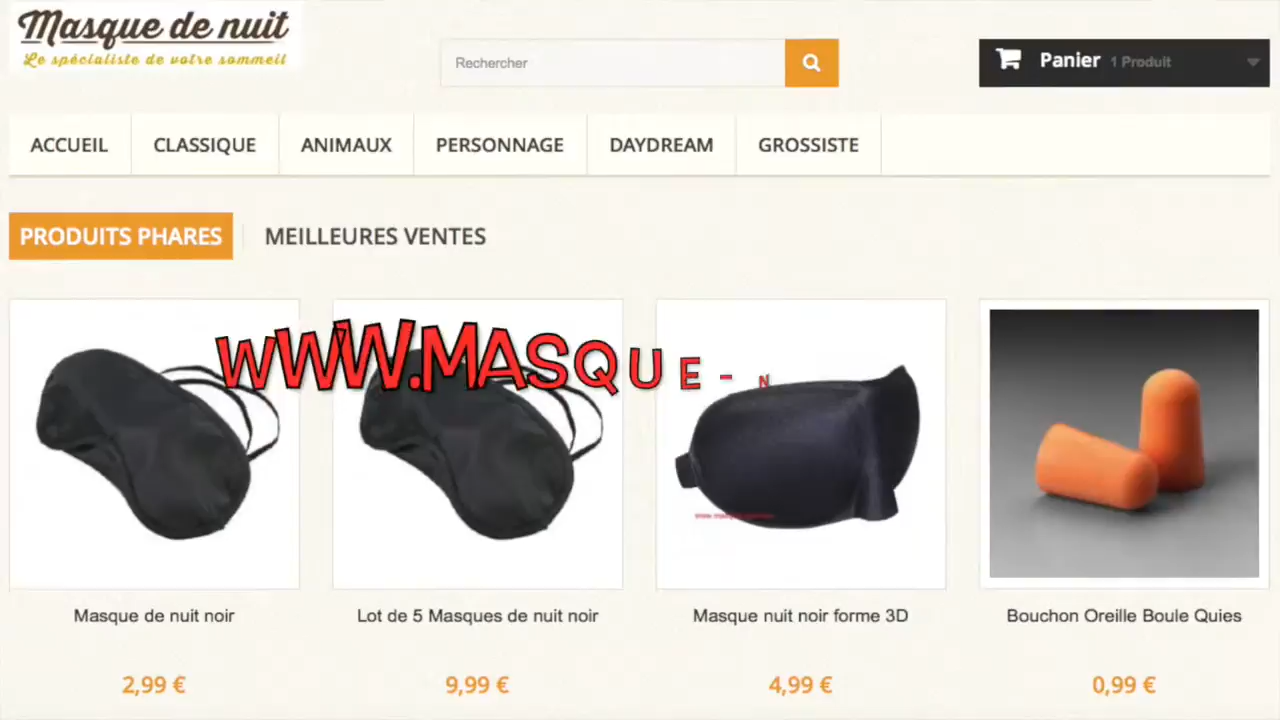 Masque de nuit
Le spécialiste de votre sommeil
Rechercher
Panier 1 Produit
ACCUEIL
CLASSIQUE
ANIMAUX
PERSONNAGE
DAYDREAM
GROSSISTE
PRODUITS PHARES
MEILLEURES VENTES
WWW.MASQUE-N
Masque de nuit noir
Lot de 5 Masques de nuit noir
Masque nuit noir forme 3D
Bouchon Oreille Boule Quies
2,99 €
9,99 €
4,99 €
0,99 €